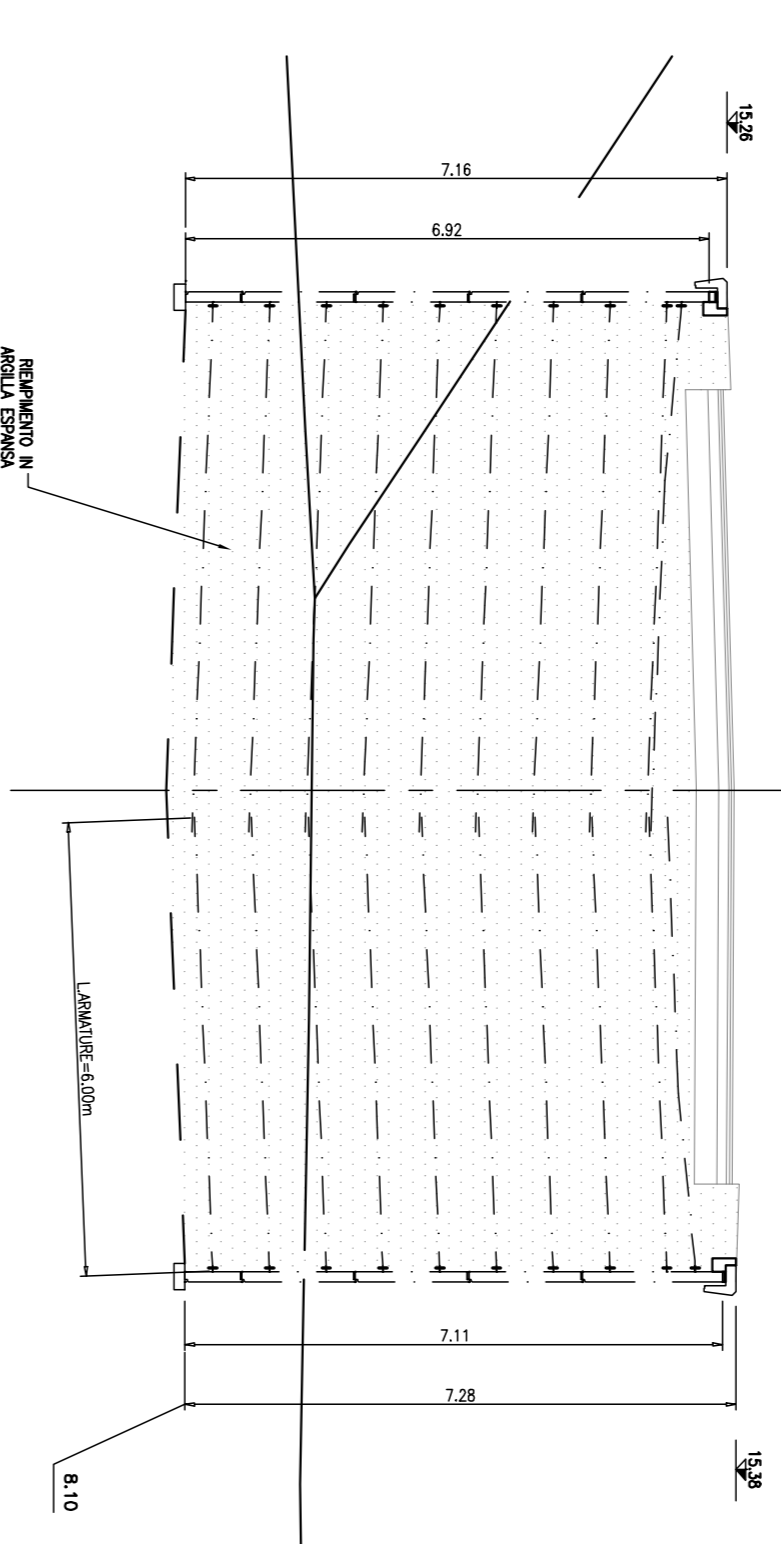 15.26
7.16
6.92
RIEMPIMENTO IN
ARGILLA ESPANSA
L.ARMATURE=6.00m
7.11
7.28
8.10
15.38